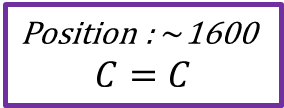 Position : ~ 1600
C = C